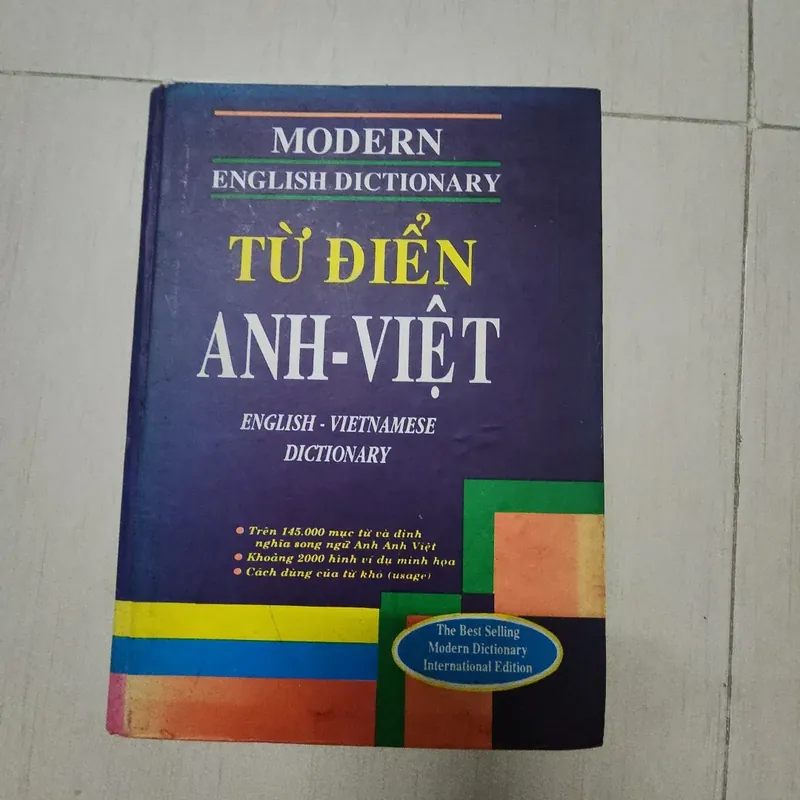 MODERN
ENGLISH DICTIONARY
TỪ ĐIỂN
ANH-VIỆT
ENGLISH - VIETNAMESE
DICTIONARY
• Trên 145.000 mục từ và định
nghĩa song ngữ Anh Anh Việt
• Khoảng 2000 hình ví dụ minh họa
• Cách dùng của từ khó (usage)
The Best Selling
Modern Dictionary
International Edition